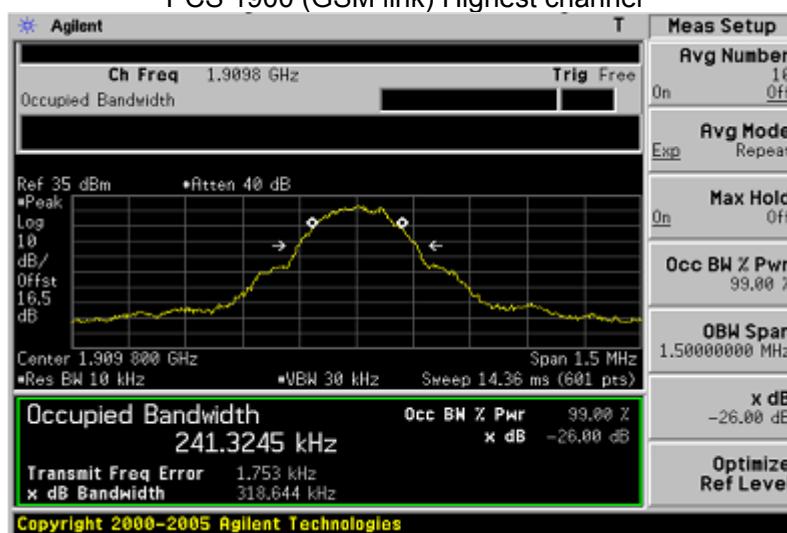 PCS 1900 (GSM link) Highest channel
Agilent T
Ch Freq 1.9098 GHz Trig Free
Occupied Bandwidth
Ref 35 dBm •Atten 40 dB
•Peak
Log
10
dB/
Offst
16.5
dB
Center 1.909 800 GHz Span 1.5 MHz
•Res BW 10 kHz •VBW 30 kHz Sweep 14.36 ms (601 pts)
Occupied Bandwidth
241.3245 kHz
Occ BW % Pwr 99.00 %
x dB -26.00 dB
Transmit Freq Error 1.753 kHz
x dB Bandwidth 318.644 kHz
Copyright 2000-2005 Agilent Technologies
Meas Setup
Avg Number
10
On Off
Avg Mode
Exp Repeat
Max Hold
On Off
Occ BW % Pwr
99.00 %
OBW Span
1.50000000 MHz
x dB
-26.00 dB
Optimize
Ref Level